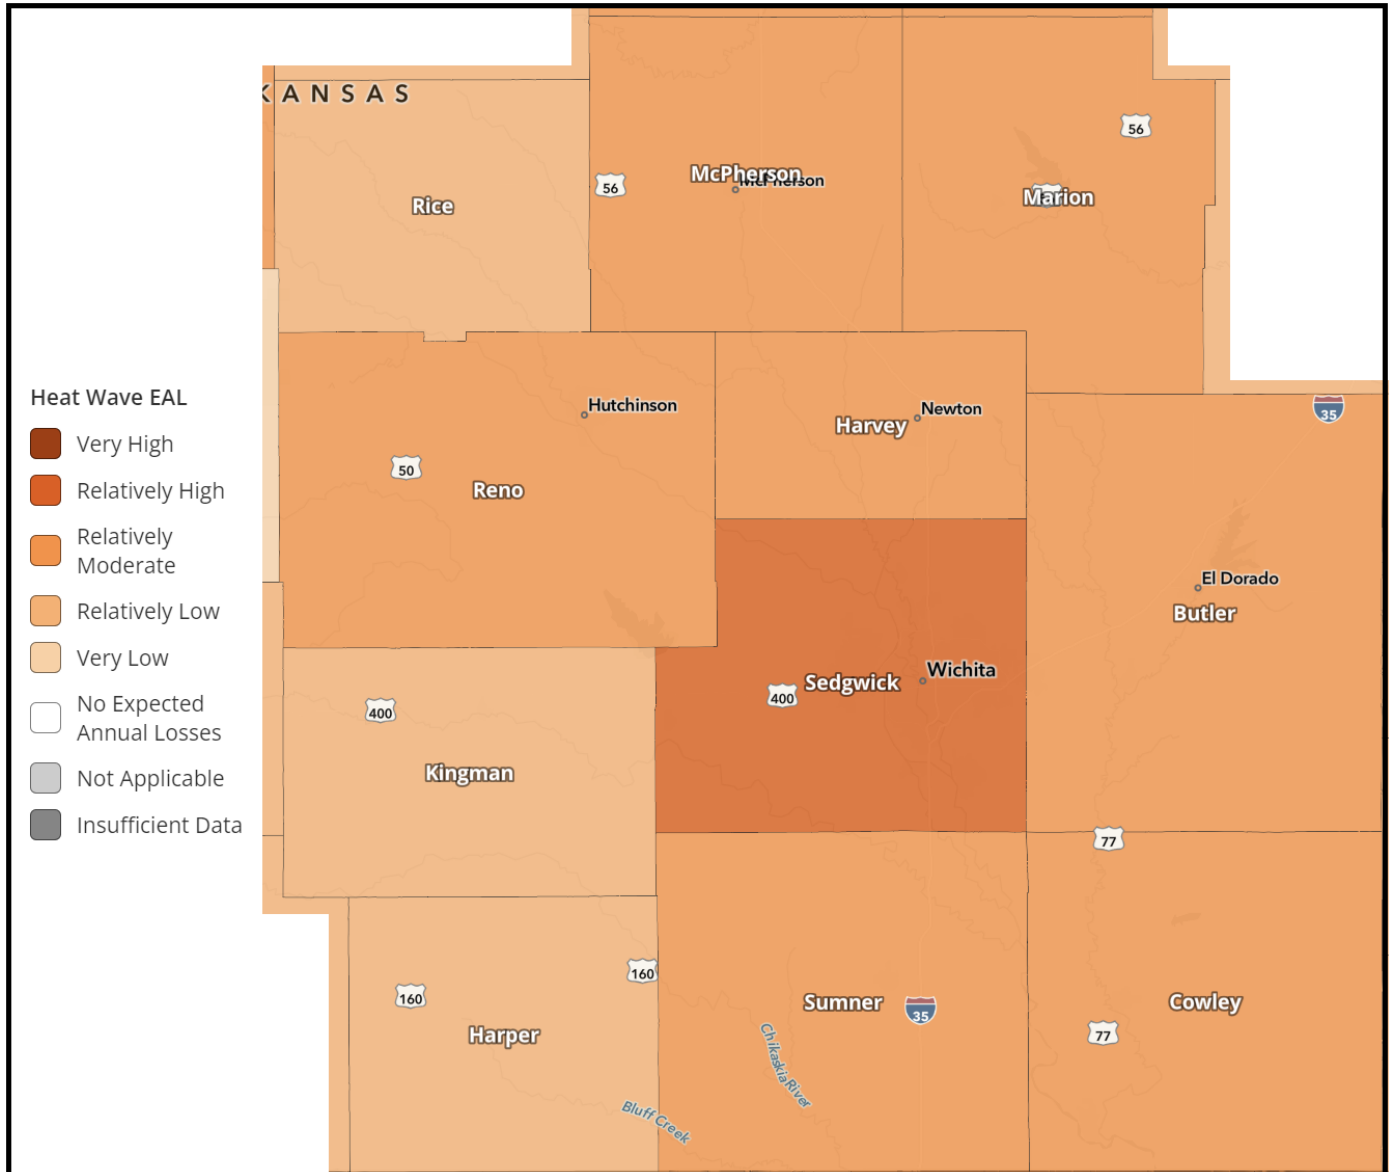 KANSAS
56
56
McPherson
McPherson
Marion
Rice
Heat Wave EAL
Very High
Relatively High
Relatively
Moderate
Relatively Low
Very Low
No Expected
Annual Losses
Not Applicable
Insufficient Data
35
Hutchinson
Newton
Harvey
50
Reno
El Dorado
Butler
Wichita
Sedgwick
400
400
Kingman
77
160
160
Sumner
35
Cowley
77
Harper
Chikaskia River
Bluff Creek